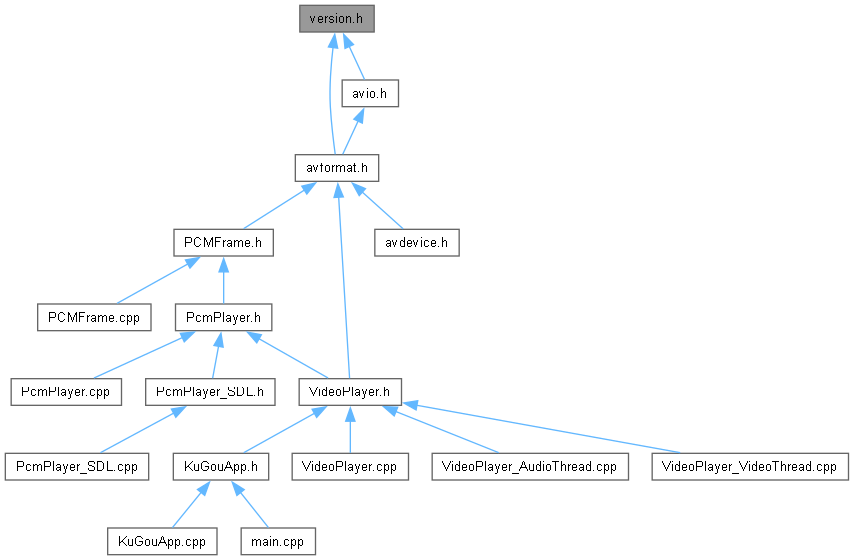 version.h
avio.h
avformat.h
PCMFrame.h
avdevice.h
PCMFrame.cpp
PcmPlayer.h
PcmPlayer.cpp
PcmPlayer_SDL.h
VideoPlayer.h
PcmPlayer_SDL.cpp
KuGouApp.h
VideoPlayer.cpp
VideoPlayer_AudioThread.cpp
VideoPlayer_VideoThread.cpp
KuGouApp.cpp
main.cpp